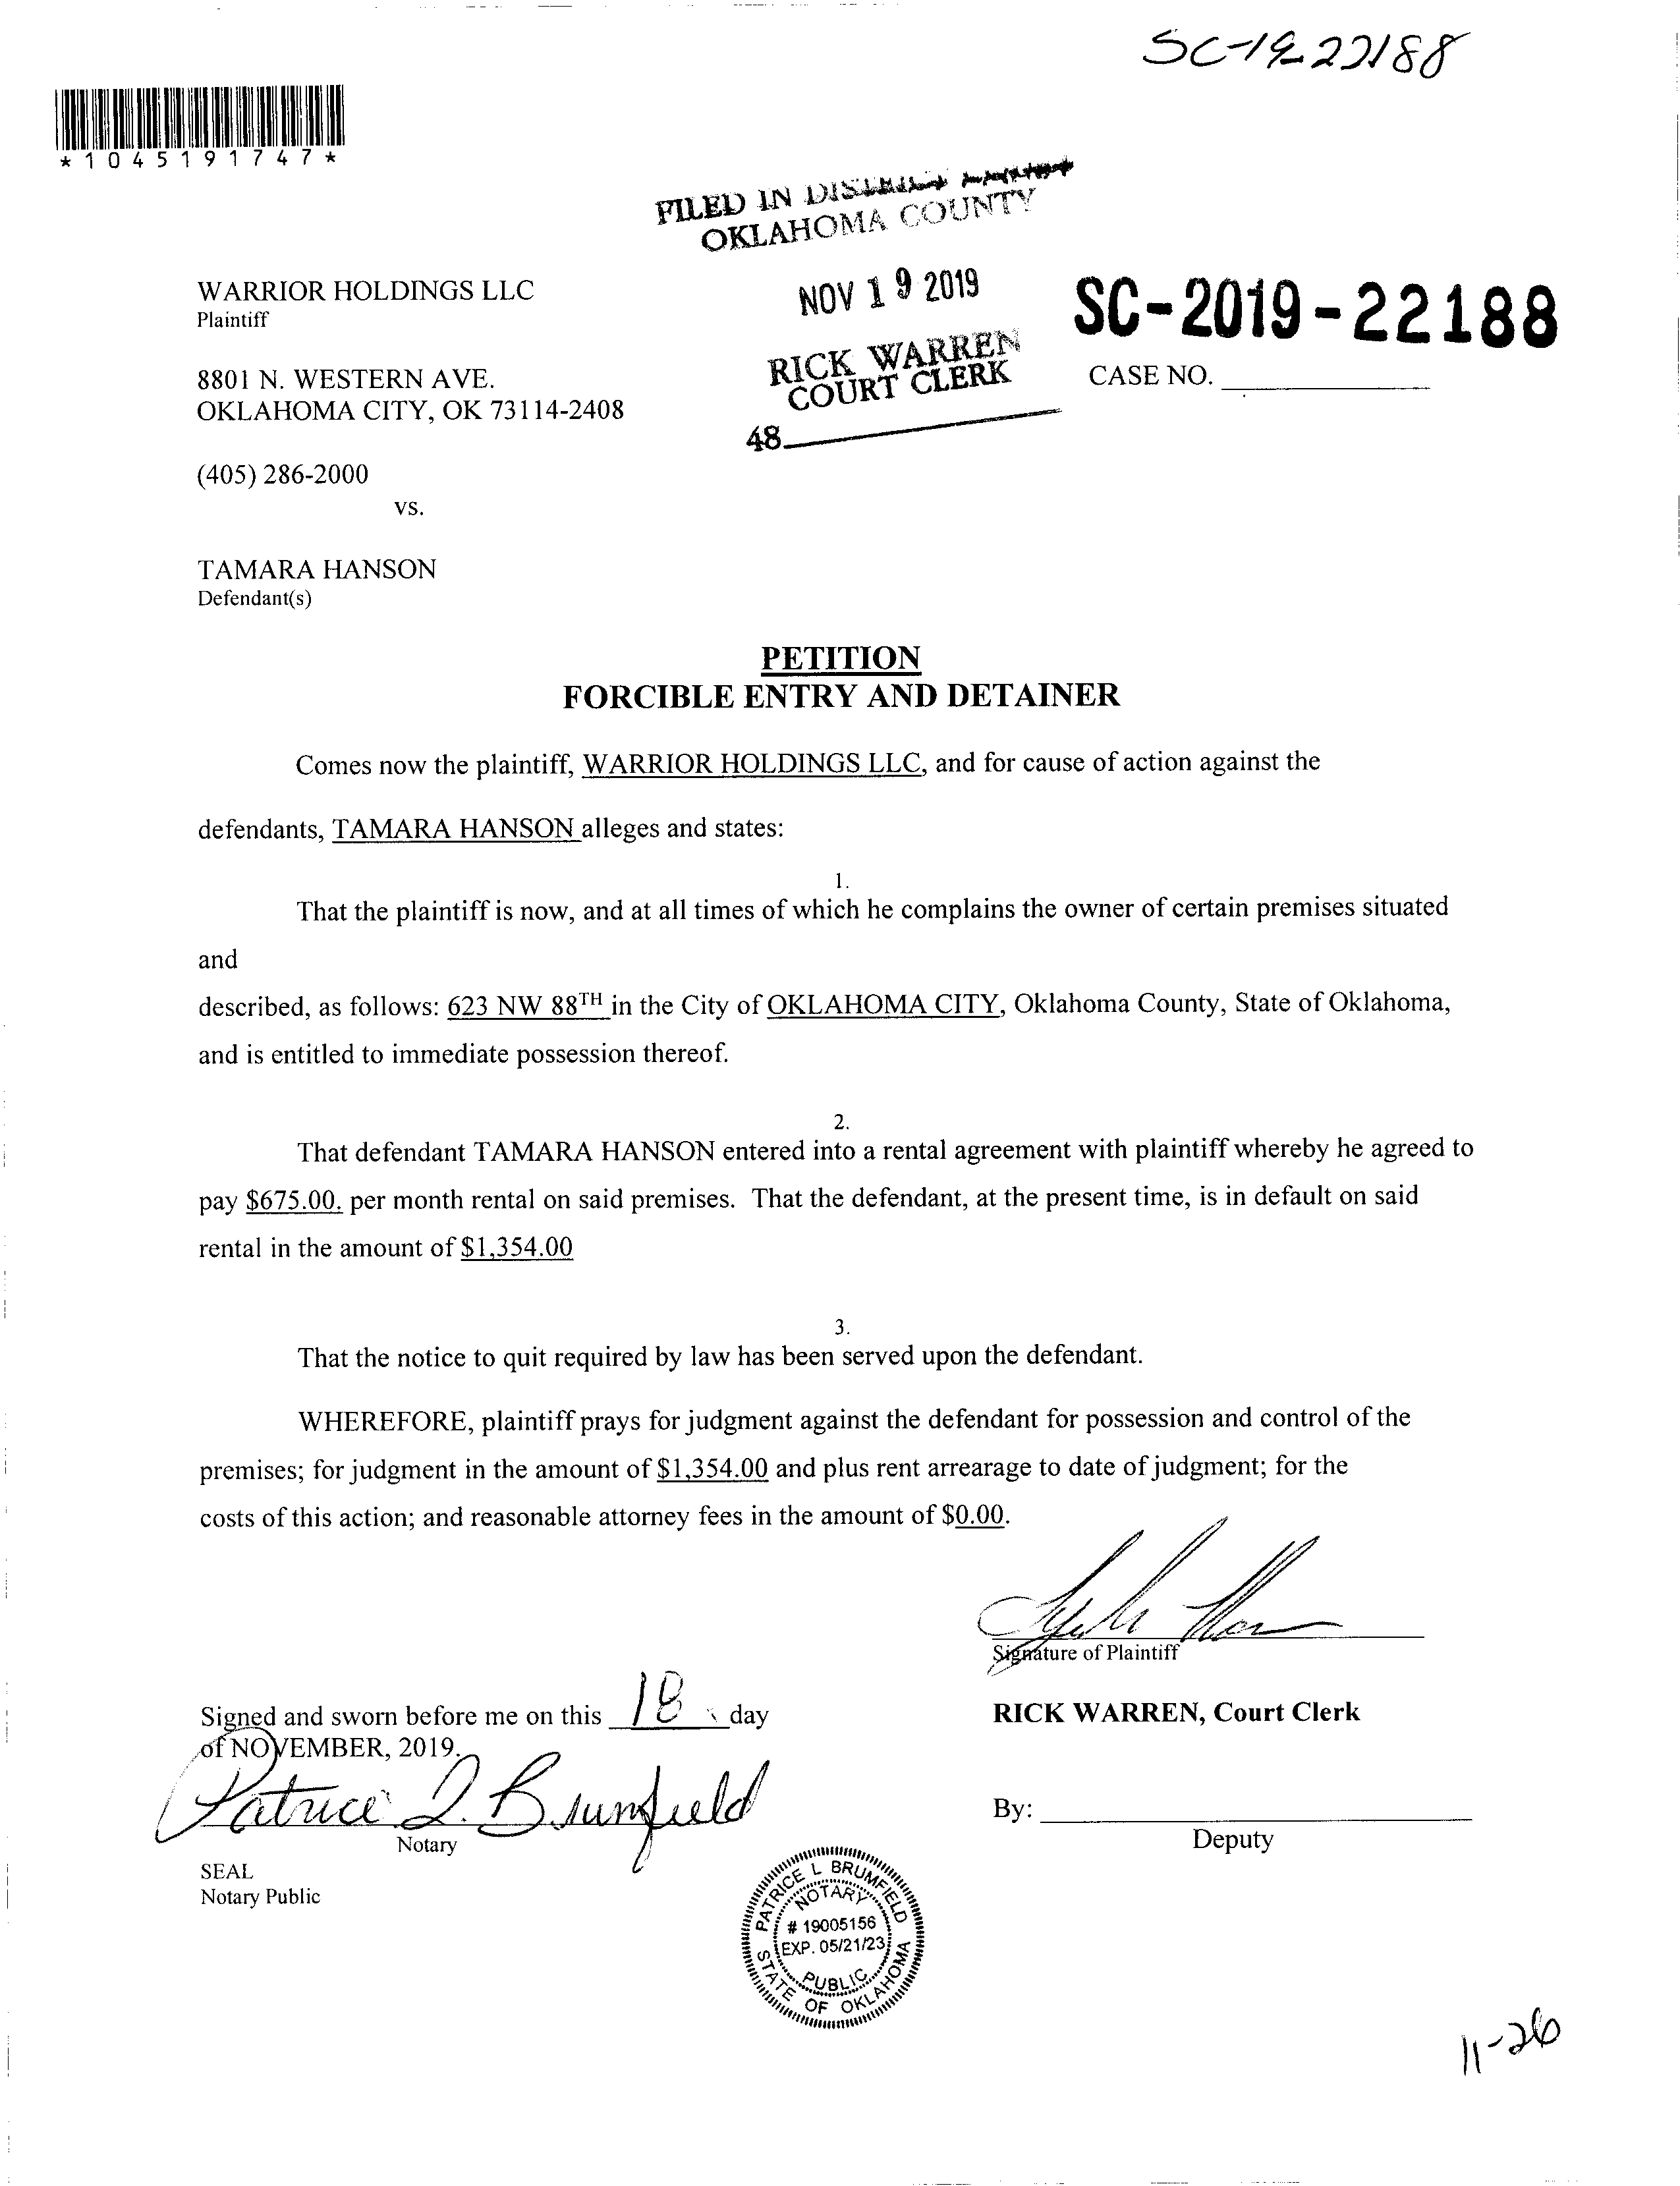 SC-19-22188
*1045191747*
FILED IN DISTRICT COURT
OKLAHOMA COUNTY
NOV 19 2019
RICK WARREN
COURT CLERK
48
SC-2019-22188
CASE NO.
WARRIOR HOLDINGS LLC
Plaintiff
8801 N. WESTERN AVE.
OKLAHOMA CITY, OK 73114-2408
(405) 286-2000
vs.
TAMARA HANSON
Defendant(s)
PETITION
FORCIBLE ENTRY AND DETAINER
Comes now the plaintiff, WARRIOR HOLDINGS LLC, and for cause of action against the
defendants, TAMARA HANSON alleges and states:
1.
That the plaintiff is now, and at all times of which he complains the owner of certain premises situated
and
described, as follows: 623 NW 88TH in the City of OKLAHOMA CITY, Oklahoma County, State of Oklahoma,
and is entitled to immediate possession thereof.
2.
That defendant TAMARA HANSON entered into a rental agreement with plaintiff whereby he agreed to
pay $675.00. per month rental on said premises. That the defendant, at the present time, is in default on said
rental in the amount of $1,354.00
3.
That the notice to quit required by law has been served upon the defendant.
WHEREFORE, plaintiff prays for judgment against the defendant for possession and control of the
premises; for judgment in the amount of $1,354.00 and plus rent arrearage to date of judgment; for the
costs of this action; and reasonable attorney fees in the amount of $0.00.
Signature of Plaintiff
Signed and sworn before me on this 18 day
of NOVEMBER, 2019.
Patrice L. Brumfield
Notary
SEAL
Notary Public
RICK WARREN, Court Clerk
By:
Deputy
PATRICE L BRUMFIELD
NOTARY
# 19005156
EXP. 05/21/23
PUBLIC
STATE OF OKLAHOMA
11-26